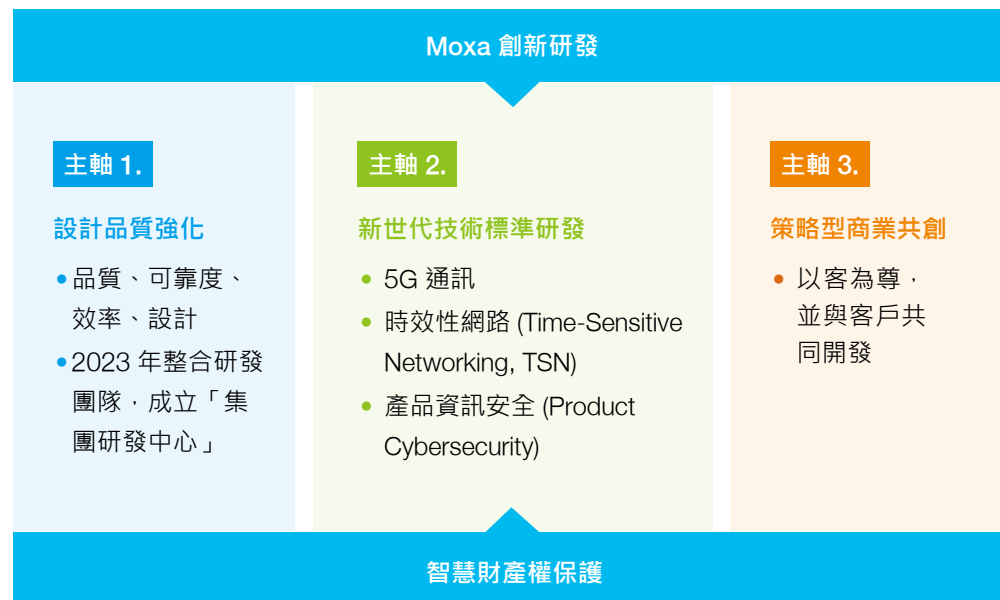 Moxa 創新研發
主軸 1.
設計品質強化
•品質、可靠度、
效率、設計
•2023 年整合研發
團隊，成立「集
團研發中心」
主軸 2.
新世代技術標準研發
• 5G 通訊
• 時效性網路 (Time-Sensitive
Networking, TSN)
• 產品資訊安全 (Product
Cybersecurity)
主軸 3.
策略型商業共創
• 以客為尊，
並與客戶共
同開發
智慧財產權保護